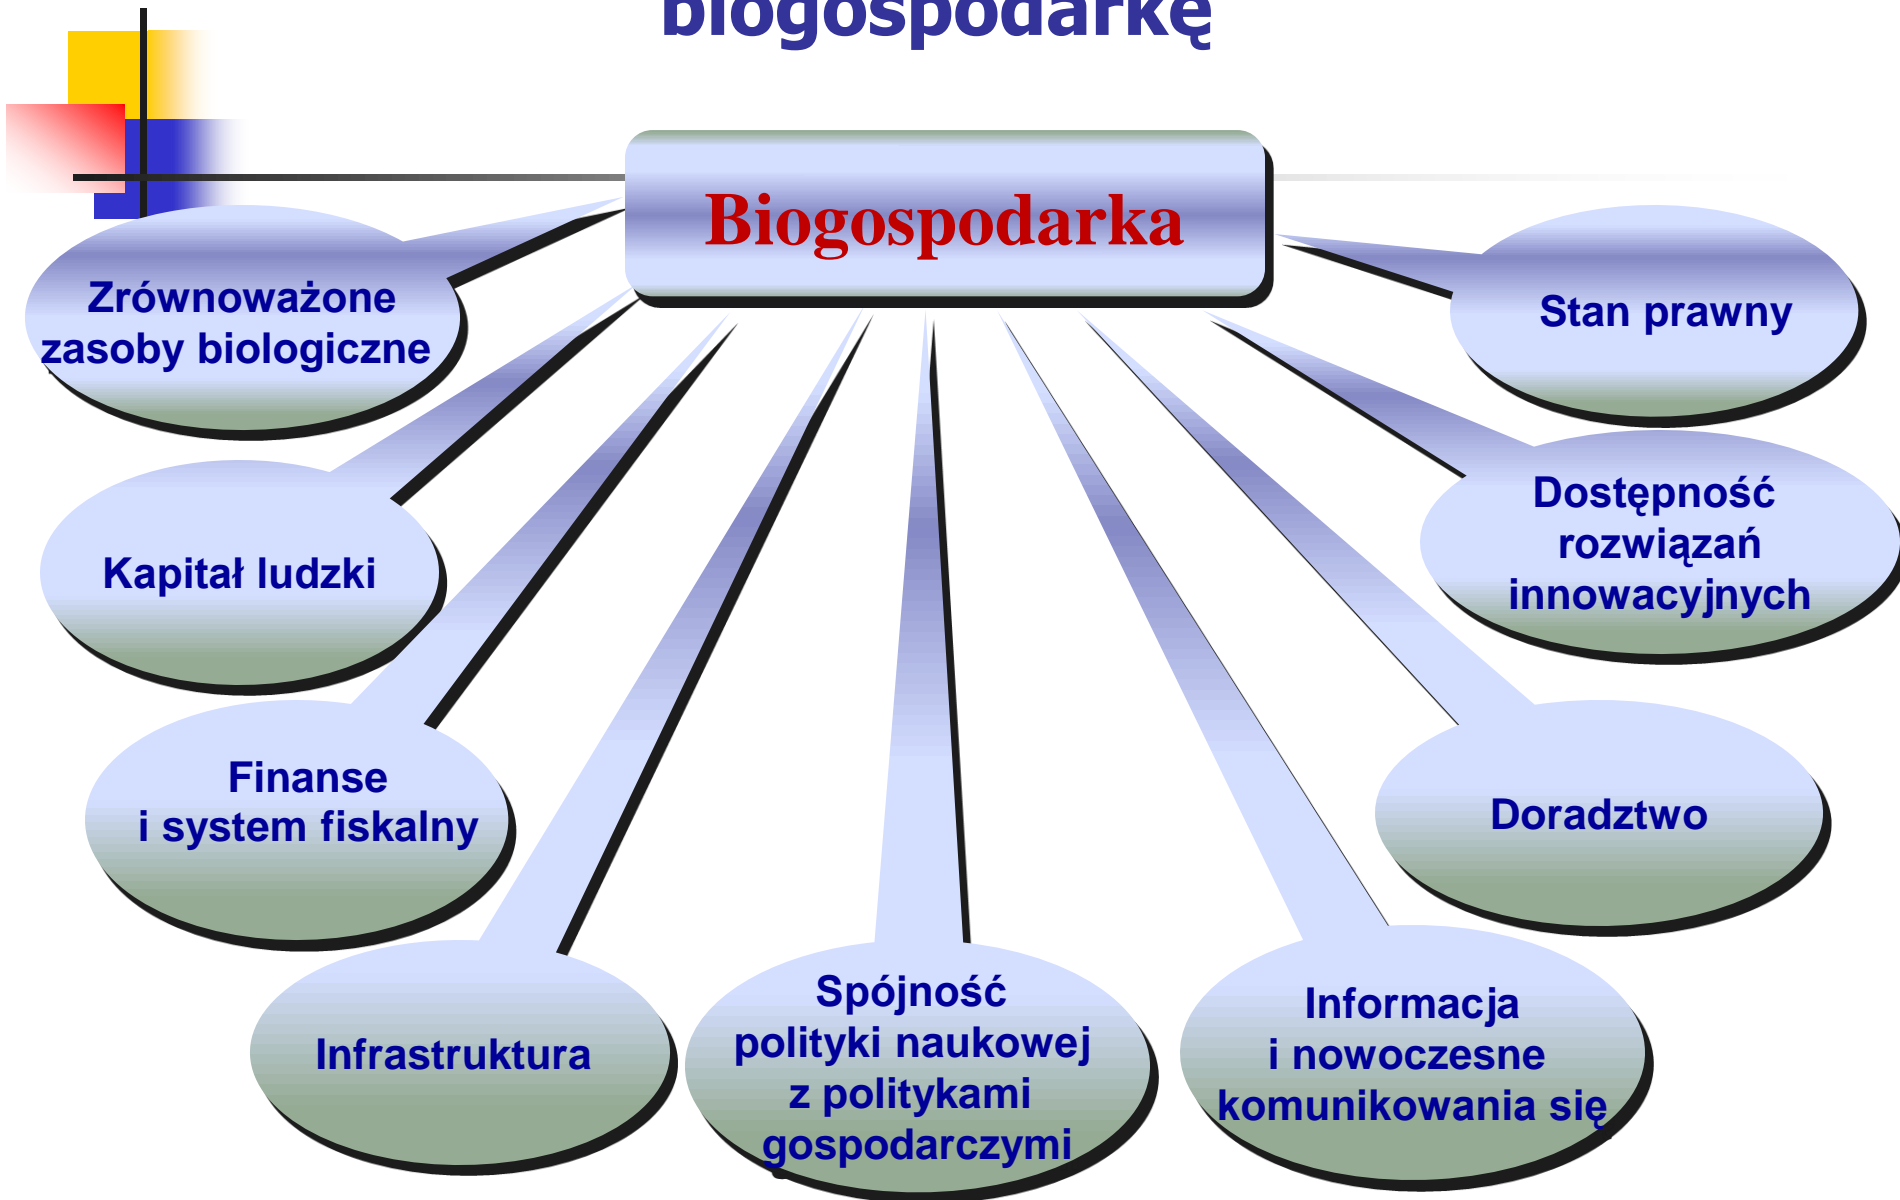 biogospodarkę
Biogospodarka
Zrównoważone
zasoby biologiczne
Kapitał ludzki
Finanse
i system fiskalny
Infrastruktura
Spójność
polityki naukowej
z politykami
gospodarczymi
Informacja
i nowoczesne
komunikowania się
Doradztwo
Dostępność
rozwiązań
innowacyjnych
Stan prawny